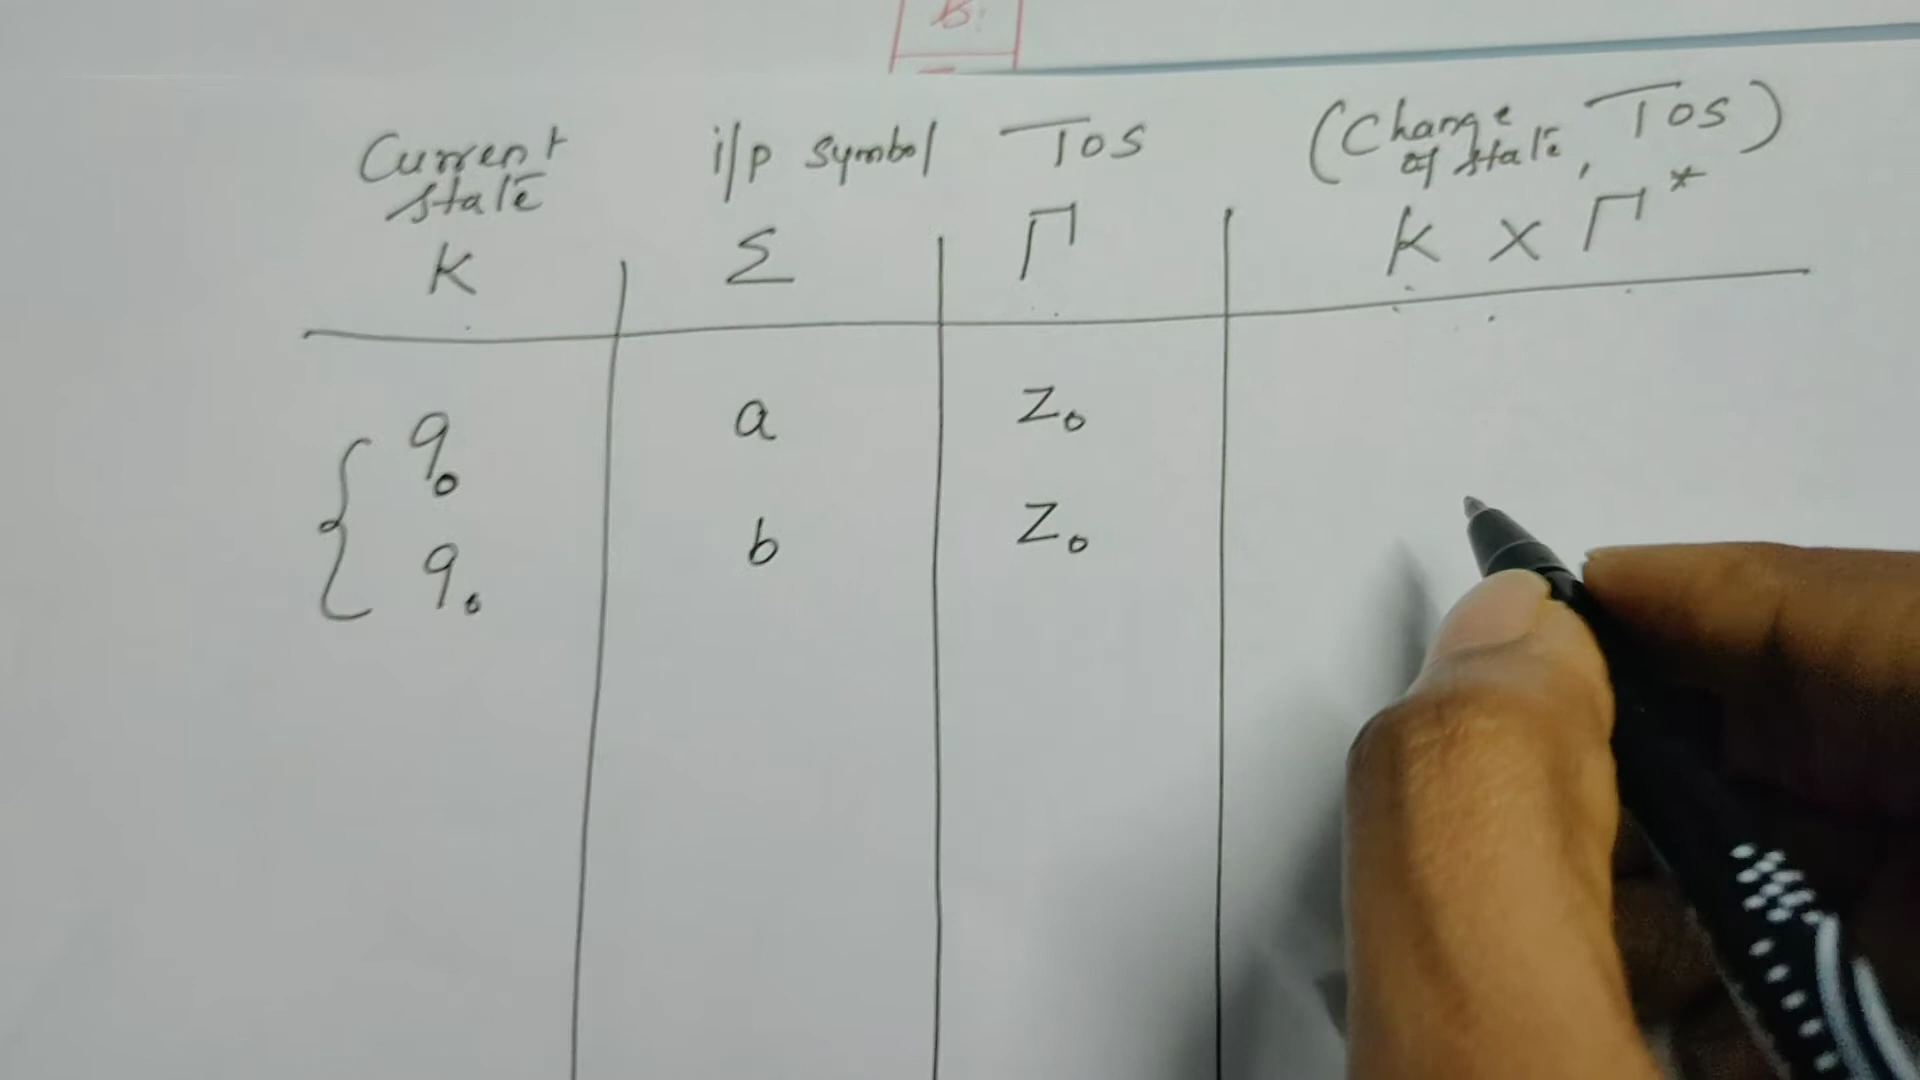 b
Current state i/p symbol Tos (Change of state, Tos)
K Σ Γ K x Γ*
q0 a Z0
q0 b Z0